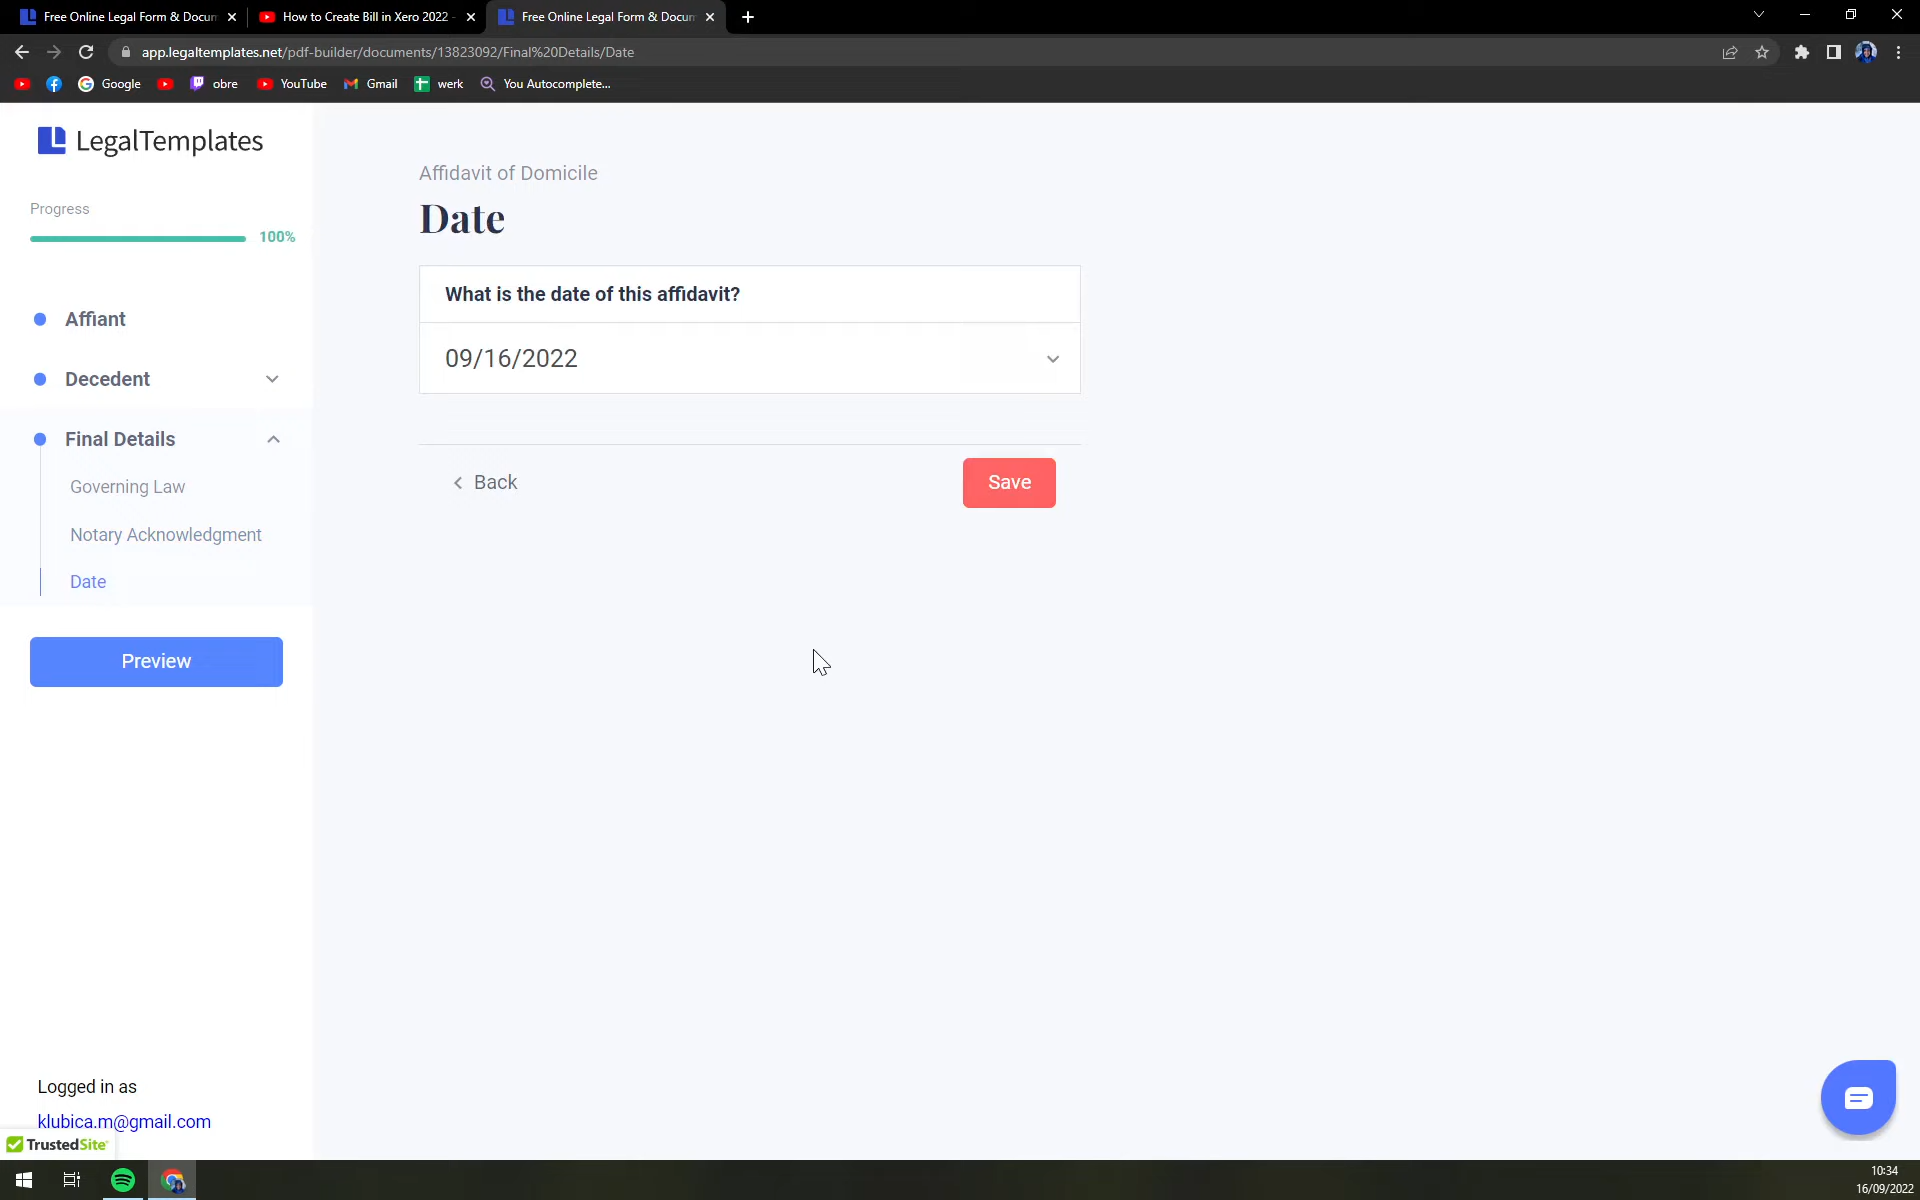 Free Online Legal Form & Docun
How to Create Bill in Xero 2022 -
Free Online Legal Form & Docun
app.legaltemplates.net/pdf-builder/documents/13823092/Final%20Details/Date
Google
obre
YouTube
Gmail
werk
You Autocomplete...
LegalTemplates
Progress
100%
Affiant
Decedent
Final Details
Governing Law
Notary Acknowledgment
Date
Preview
Affidavit of Domicile
Date
What is the date of this affidavit?
09/16/2022
Back
Save
Logged in as
klubica.m@gmail.com
TrustedSite
10:34
16/09/2022